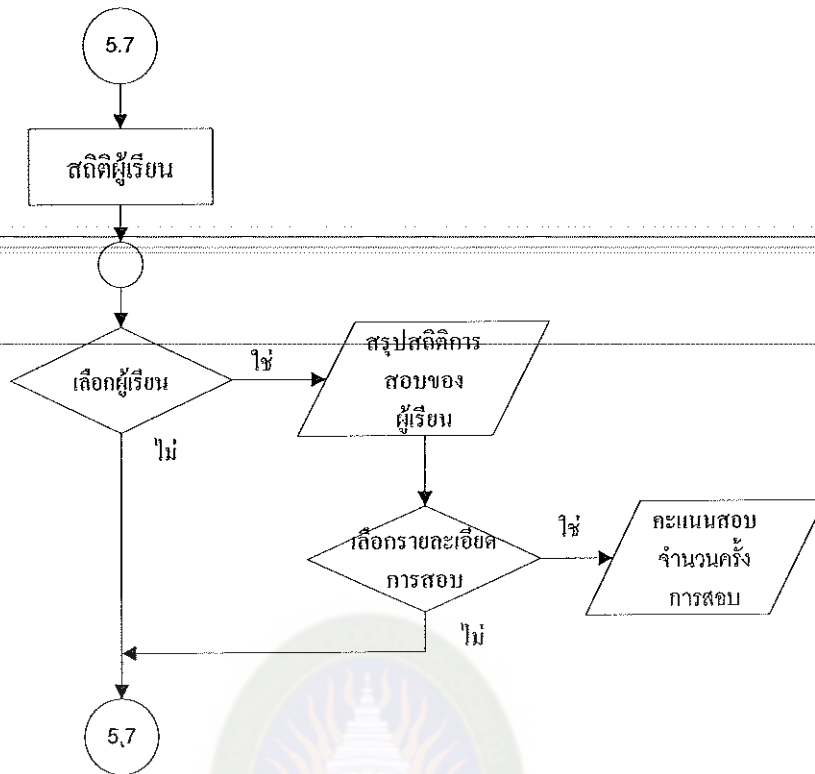 5.7
สถิติผู้เรียน
เลือกผู้เรียน
ใช่
สรุปสถิติการ
สอบของ
ผู้เรียน
ไม่
เลือกรายละเอียด
การสอบ
ใช่
คะแนนสอบ
จำนวนครั้ง
การสอบ
ไม่
5.7